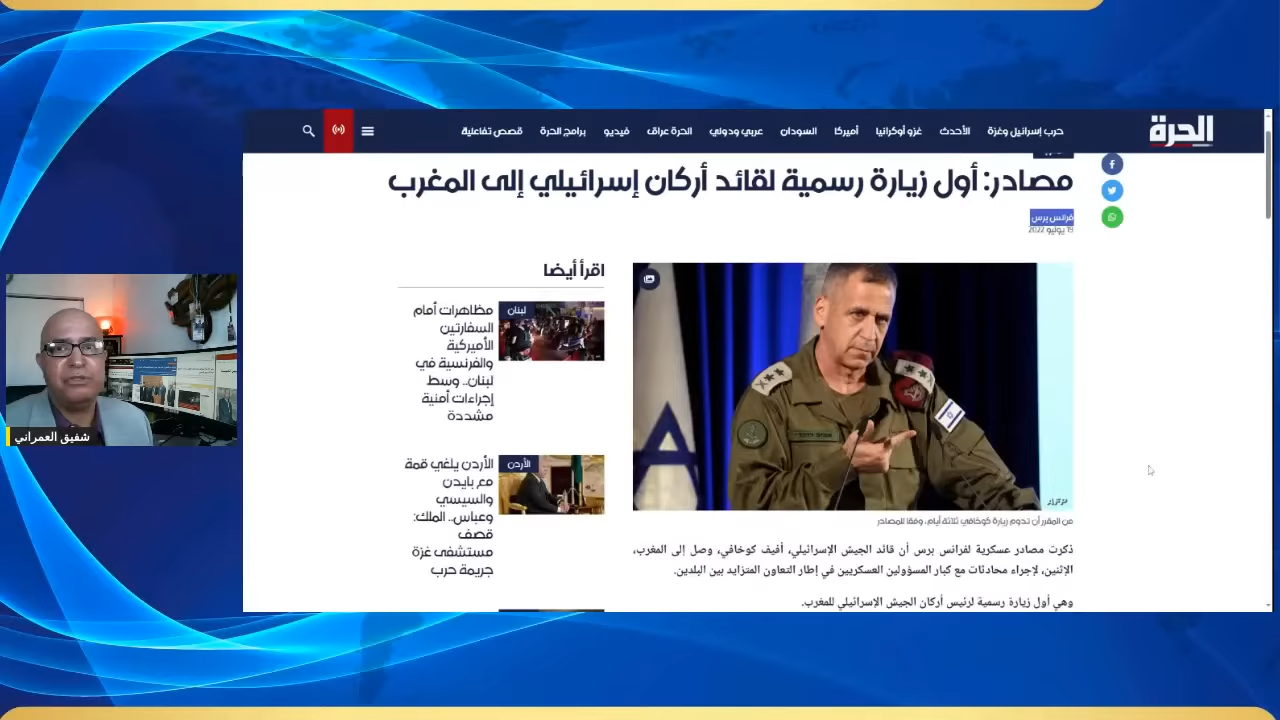 الحرة
حرب إسرائيل وغزة
الأحدث
غزو أوكرانيا
أميركا
السودان
عربي ودولي
الحرة عراق
فيديو
برامج الحرة
قصص تفاعلية
مصادر: أول زيارة رسمية لقائد أركان إسرائيلي إلى المغرب
فرانس برس
19 يوليو 2022
من المقرر أن تدوم زيارة كوخافي ثلاثة أيام، وفقا للمصادر
ذكرت مصادر عسكرية لفرانس برس أن قائد الجيش الإسرائيلي، أفيف كوخافي، وصل إلى المغرب،
الإثنين، لإجراء محادثات مع كبار المسؤولين العسكريين في إطار التعاون المتزايد بين البلدين.
وهي أول زيارة رسمية لرئيس أركان الجيش الإسرائيلي للمغرب.
اقرأ أيضا
لبنان
مظاهرات أمام
السفارتين
الأميركية
والفرنسية في
لبنان.. وسط
إجراءات أمنية
مشددة
الأردن
الأردن يلغي قمة
مع بايدن
والسيسي
وعباس.. الملك:
قصف
مستشفى غزة
جريمة حرب
شفيق العمراني